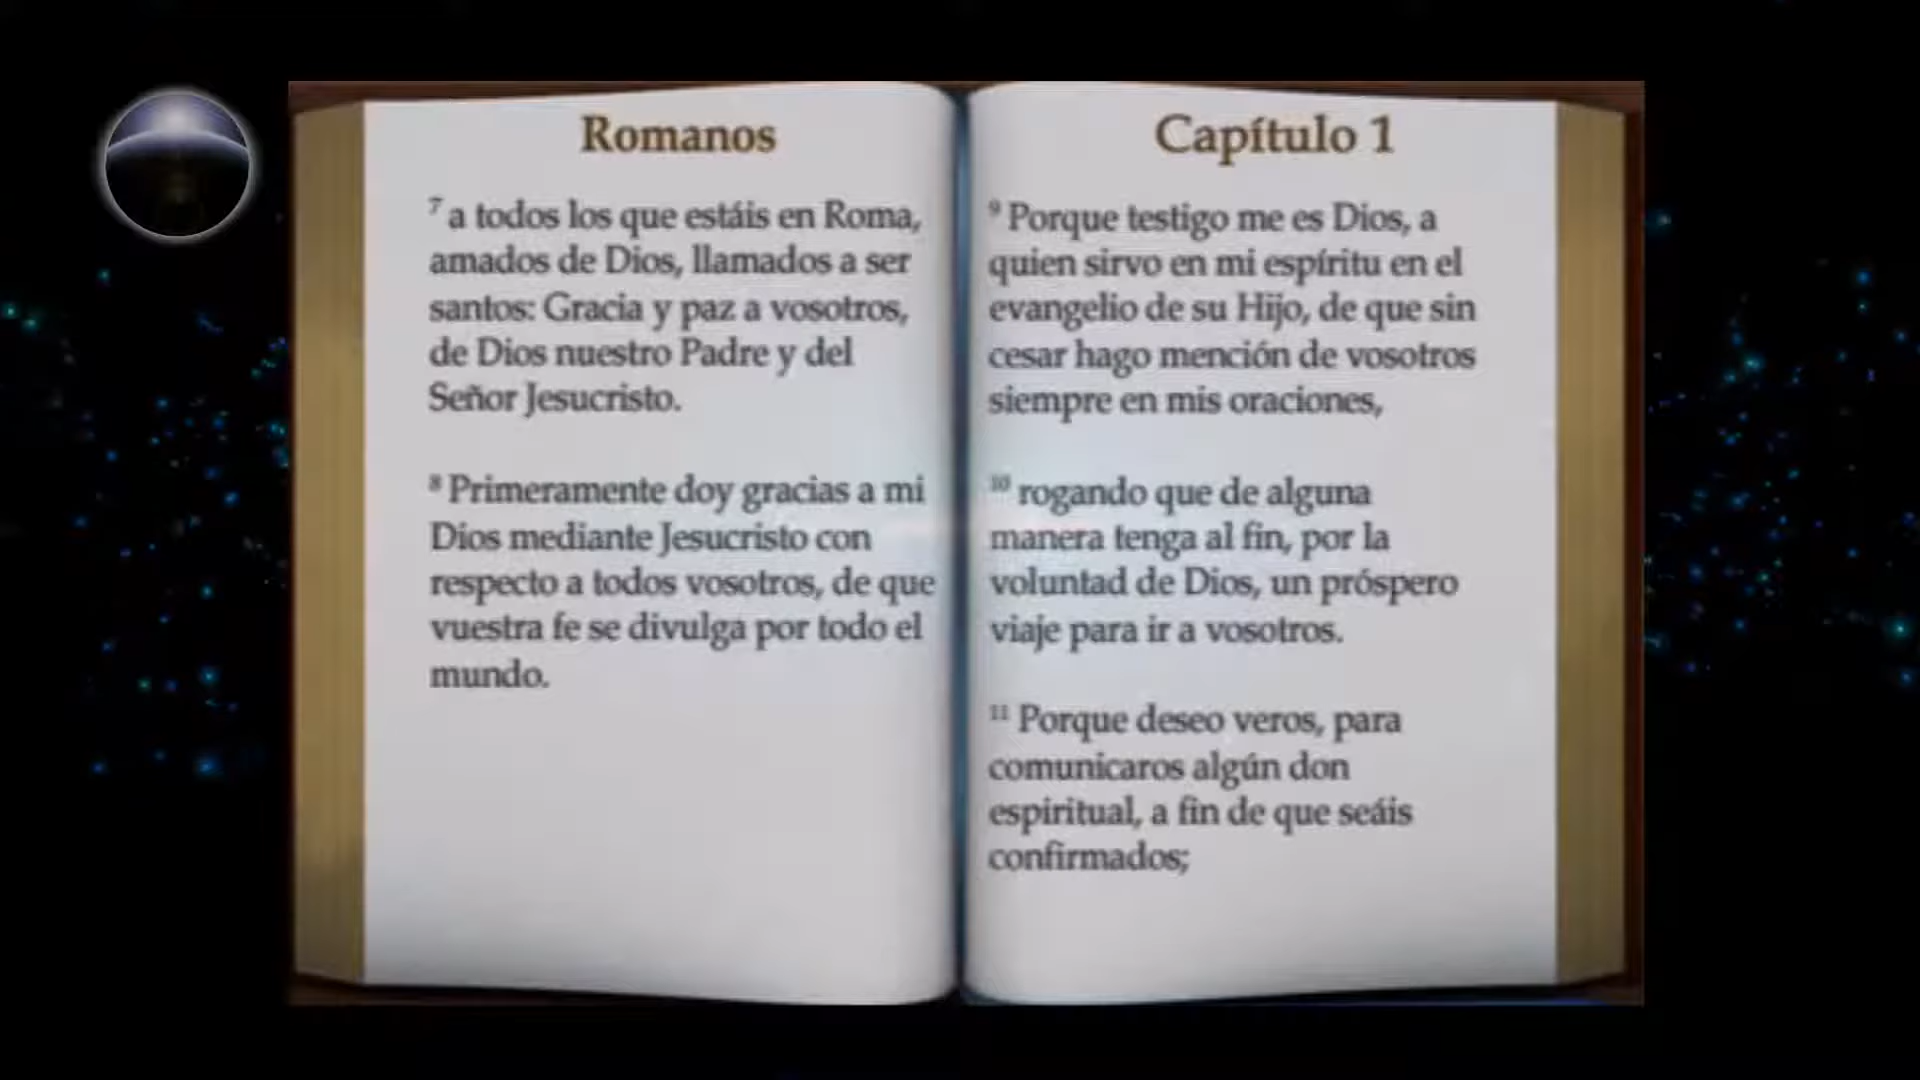 Romanos
7 a todos los que estáis en Roma,
amados de Dios, llamados a ser
santos: Gracia y paz a vosotros,
de Dios nuestro Padre y del
Señor Jesucristo.
8 Primeramente doy gracias a mi
Dios mediante Jesucristo con
respecto a todos vosotros, de que
vuestra fe se divulga por todo el
mundo.
Capítulo 1
9 Porque testigo me es Dios, a
quien sirvo en mi espíritu en el
evangelio de su Hijo, de que sin
cesar hago mención de vosotros
siempre en mis oraciones,
10 rogando que de alguna
manera tenga al fin, por la
voluntad de Dios, un próspero
viaje para ir a vosotros.
11 Porque deseo veros, para
comunicaros algún don
espiritual, a fin de que seáis
confirmados;